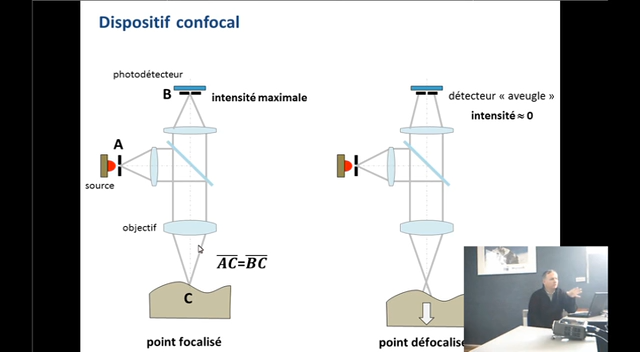 Dispositif confocal
photodétecteur
B
intensité maximale
A
source
objectif
AC=BC
C
point focalisé
détecteur « aveugle »
intensité ≈ 0
point défocalisé